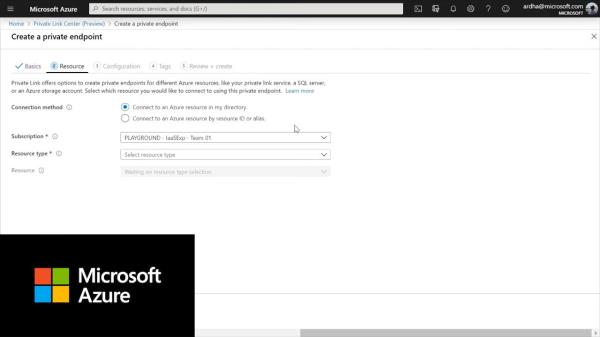 Microsoft Azure
Search resources, services, and docs (G+/)
ardha@microsoft.com
MICROSOFT
Home > Private Link Center (Preview) > Create a private endpoint
Create a private endpoint
Basics
2 Resource
3 Configuration
4 Tags
5 Review + create
Private Link offers options to create private endpoints for different Azure resources, like your private link service, a SQL server,
or an Azure storage account. Select which resource you would like to connect to using this private endpoint. Learn more
Connection method
Connect to an Azure resource in my directory.
Connect to an Azure resource by resource ID or alias.
Subscription *
PLAYGROUND - IaaSExp - Team 01
Resource type *
Select resource type
Resource
Waiting on resource type selection
Microsoft
Azure